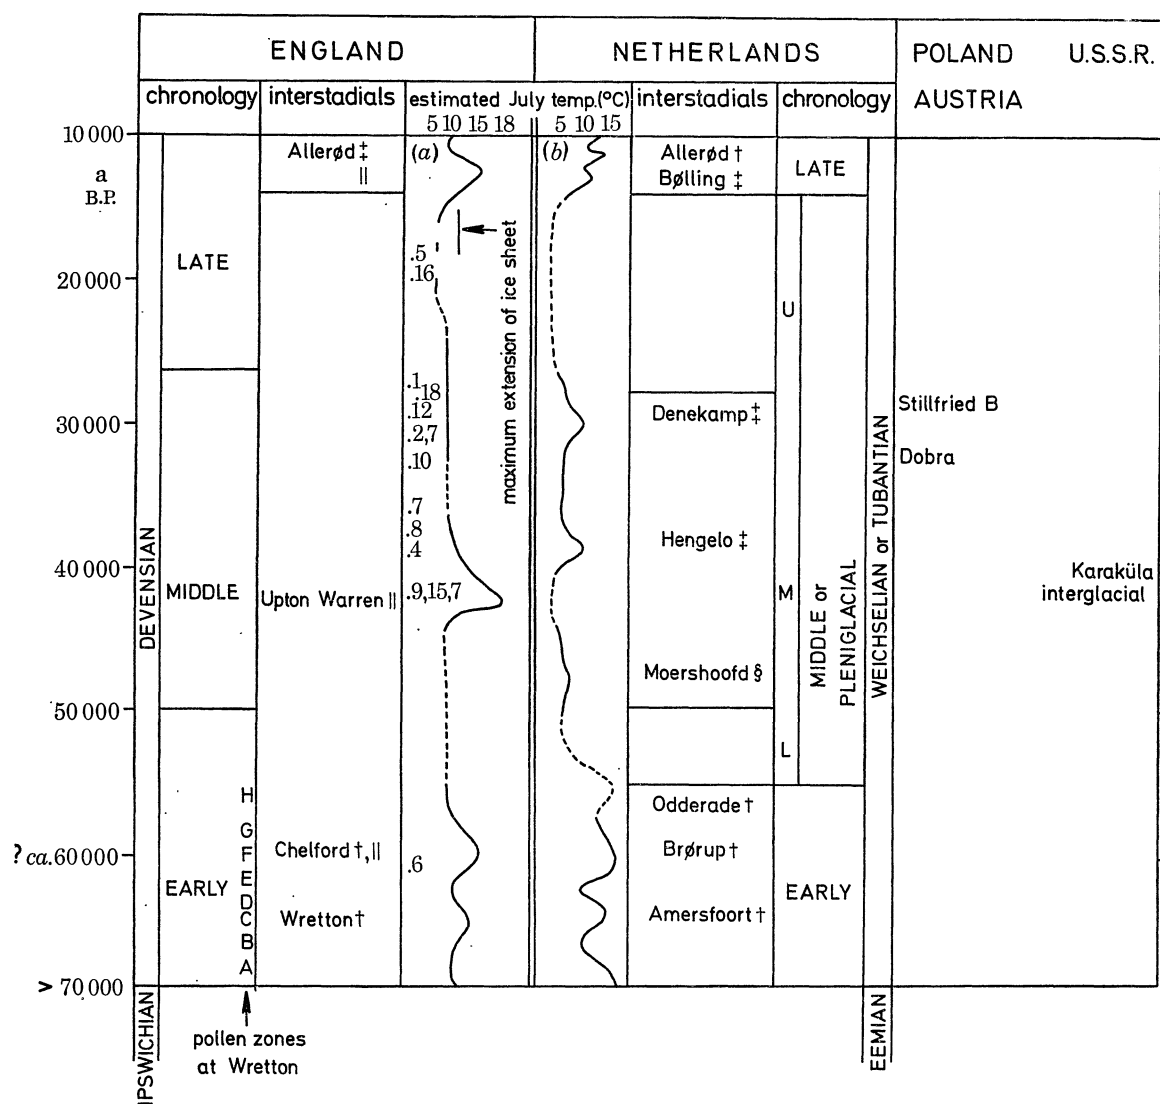 ENGLAND
NETHERLANDS
POLAND
U.S.S.R.
AUSTRIA
chronology
interstadials
estimated July temp.(°C)
interstadials
chronology
5 10 15 18
5 10 15
10 000
a
B.P.
20 000
30 000
40 000
50 000
? ca.60 000
> 70 000
DEVENSIAN
IPSWICHIAN
LATE
MIDDLE
EARLY
H
G
F
E
D
C
B
A
pollen zones
at Wretton
Allerød ‡
||
Upton Warren ||
Chelford †, ||
Wretton †
(a)
.5
.16
.1
.18
.12
.2,7
.10
.7
.8
.4
.9,15,7
.6
maximum extension of ice sheet
(b)
Allerød †
Bølling ‡
Denekamp ‡
Hengelo ‡
Moershoofd §
Odderade †
Brørup †
Amersfoort †
LATE
U
M
L
MIDDLE or
PLENIGLACIAL
EARLY
WEICHSELIAN or TUBANTIAN
EEMIAN
Stillfried B
Dobra
Karaküla
interglacial